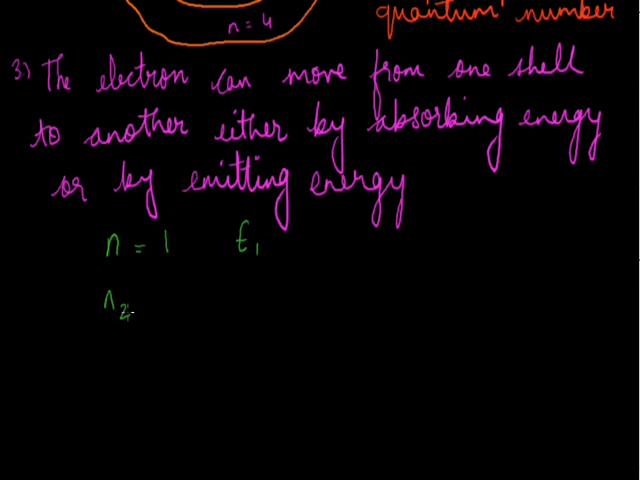 n = 4
quantum number
3.) The electron can move from one shell
to another either by absorbing energy
or by emitting energy
n = 1 E1
n2